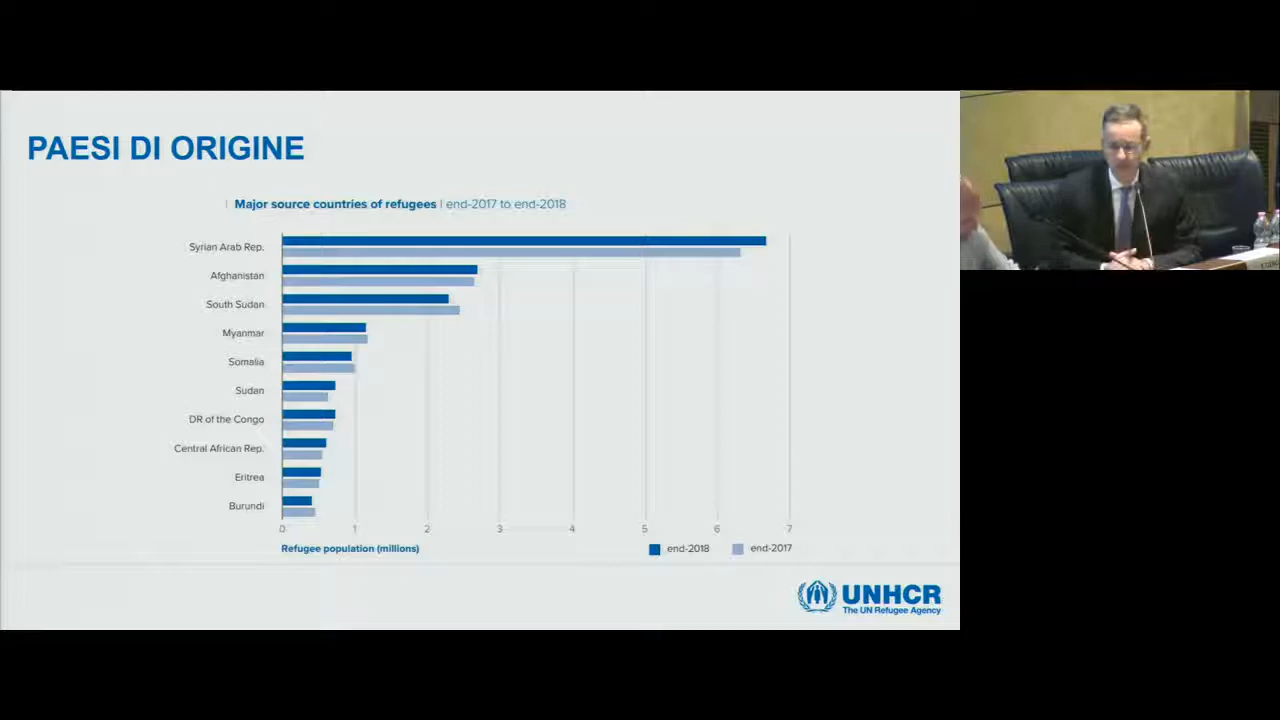 PAESI DI ORIGINE
Major source countries of refugees | end-2017 to end-2018
Syrian Arab Rep.
Afghanistan
South Sudan
Myanmar
Somalia
Sudan
DR of the Congo
Central African Rep.
Eritrea
Burundi
0 1 2 3 4 5 6 7
Refugee population (millions)
end-2018 end-2017
UNHCR
The UN Refugee Agency